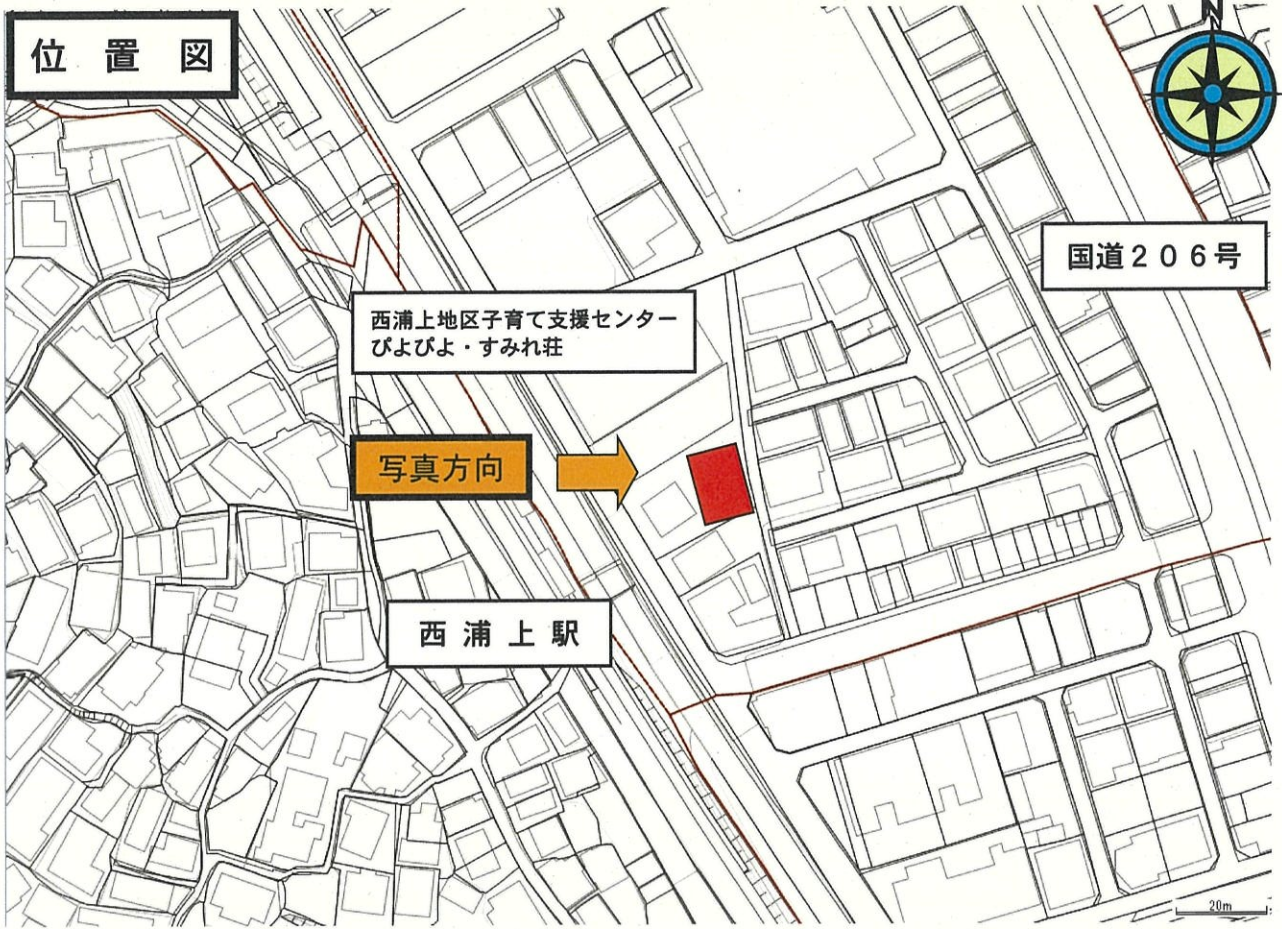 位 置 図
N
国道２０６号
西浦上地区子育て支援センター
ぴよぴよ・すみれ荘
写真方向
西 浦 上 駅
20m